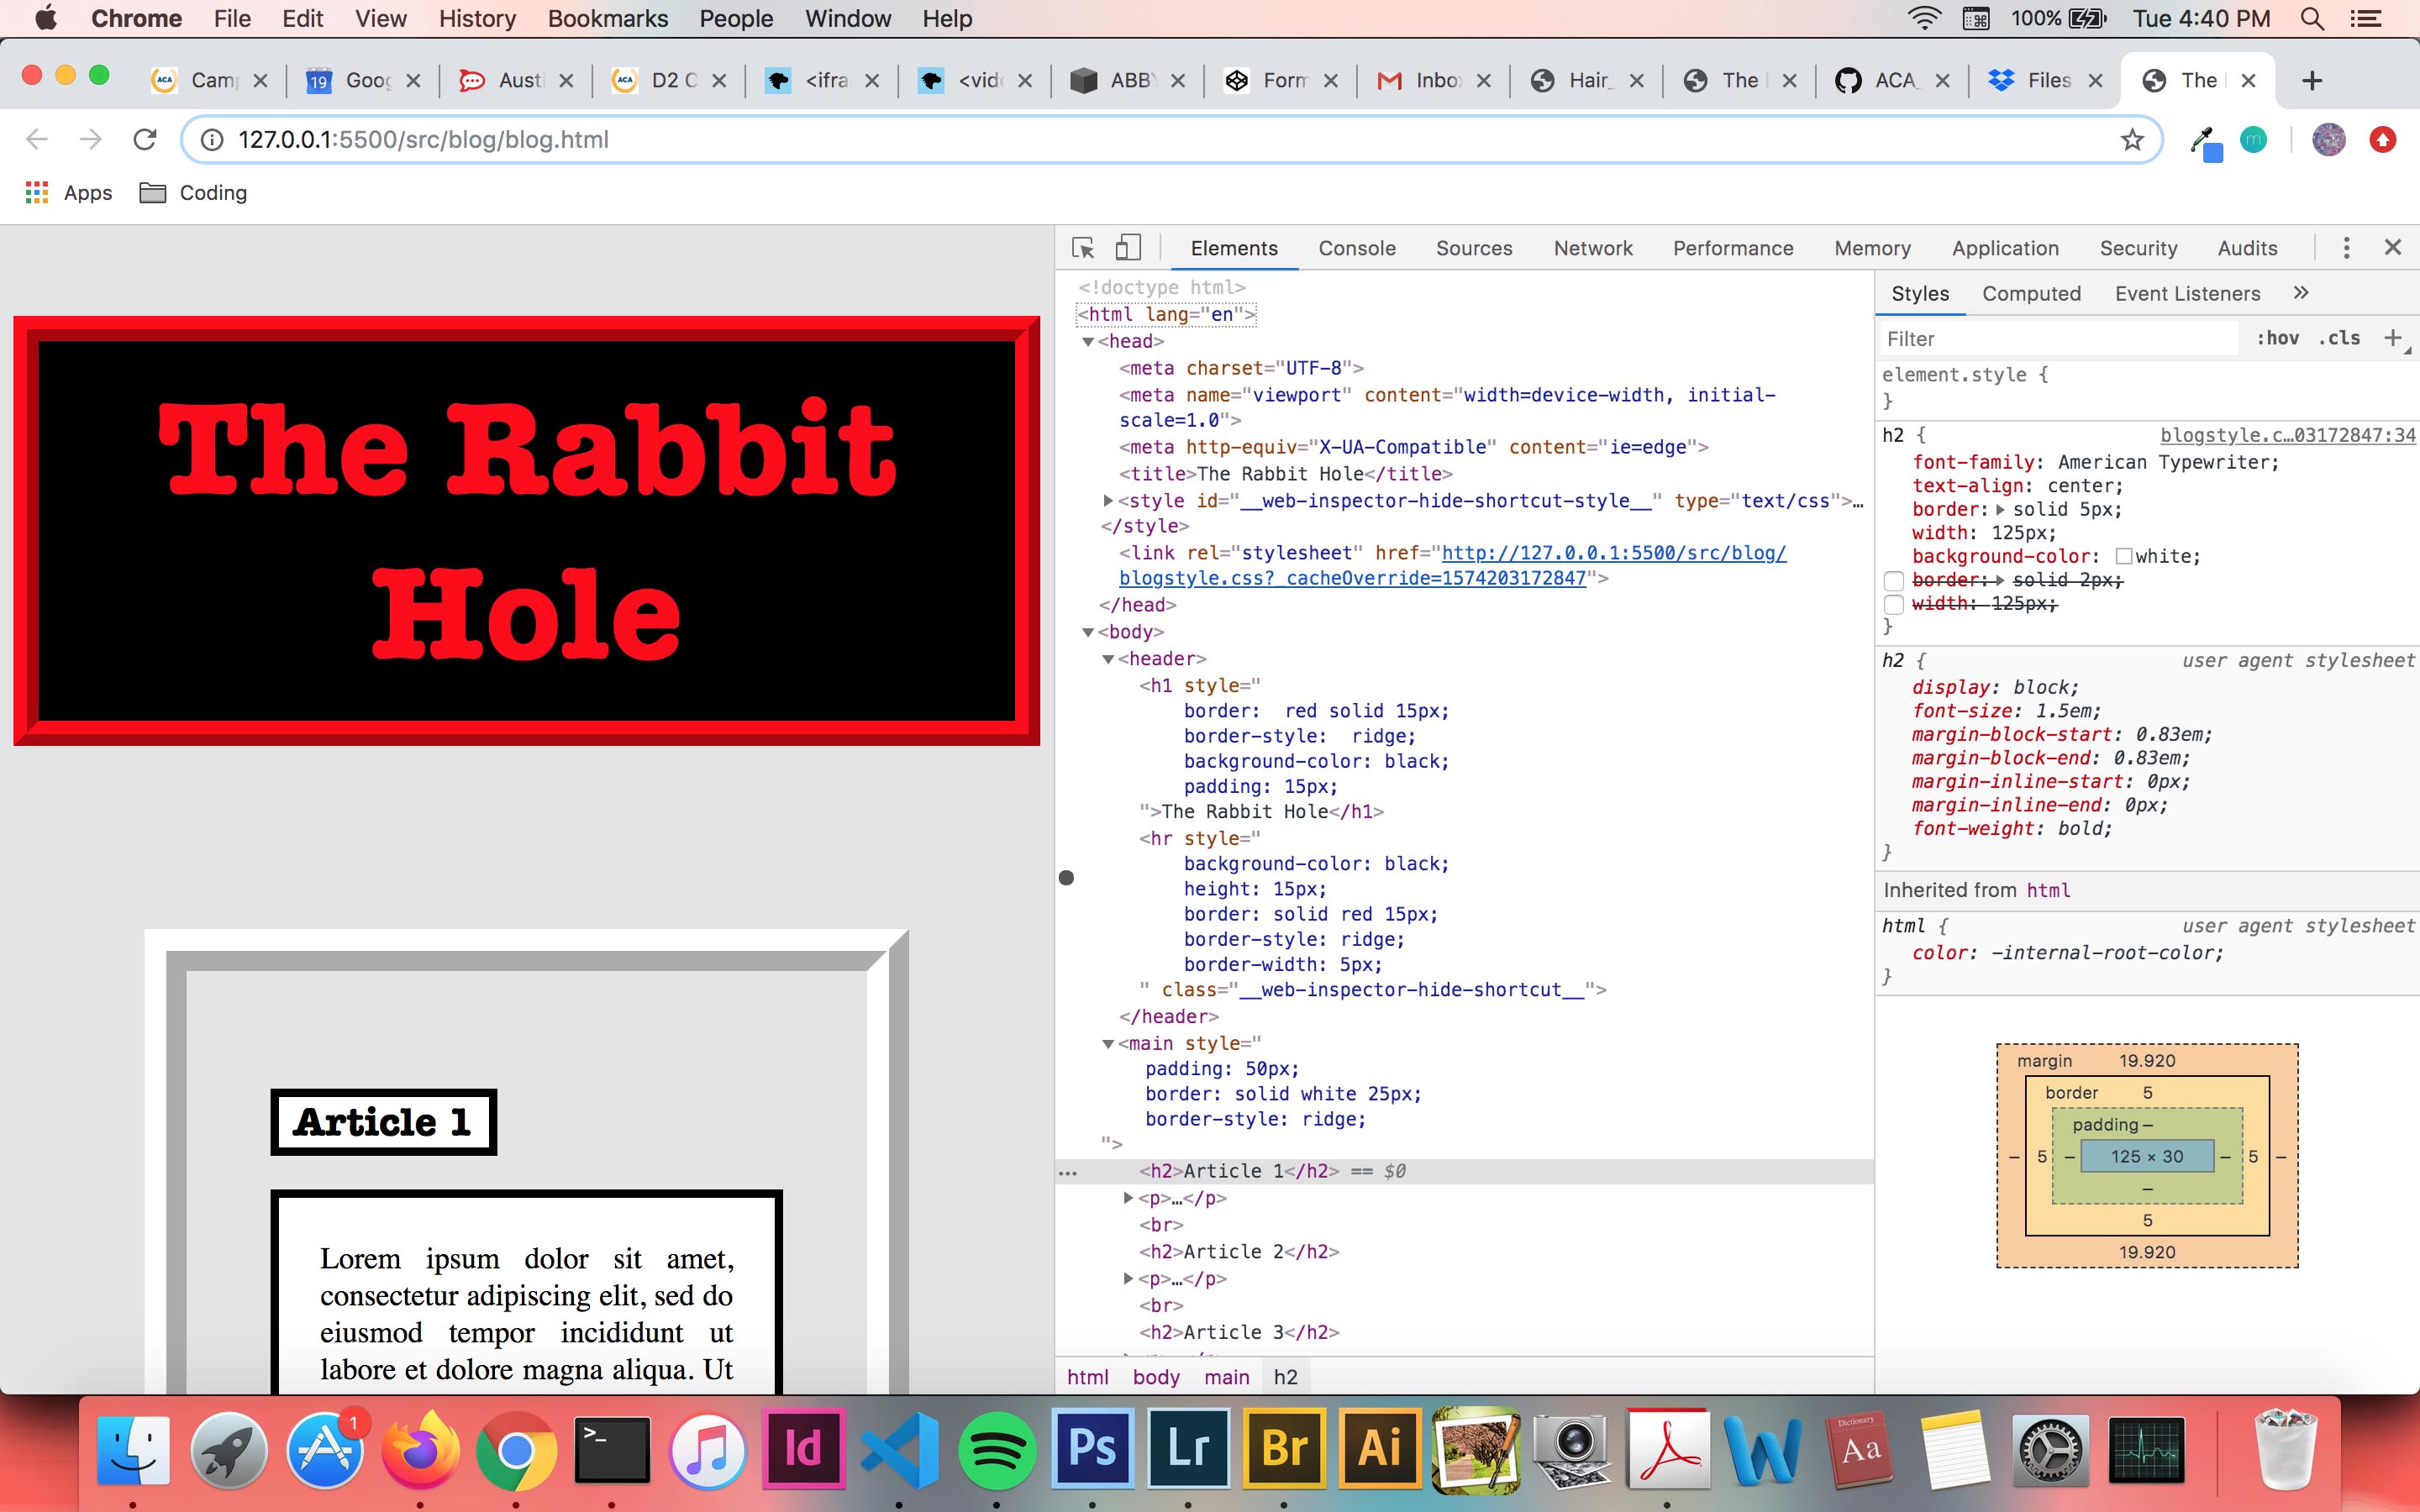 Chrome File Edit View History Bookmarks People Window Help 100% Tue 4:40 PM
Cam Goog Austi D2 C <ifra <vide ABBY Form Inbo Hair_ The ACA_ Files The
127.0.0.1:5500/src/blog/blog.html
Apps Coding
The Rabbit
Hole
Article 1
Lorem ipsum dolor sit amet,
consectetur adipiscing elit, sed do
eiusmod tempor incididunt ut
labore et dolore magna aliqua. Ut
Elements Console Sources Network Performance Memory Application Security Audits
<!doctype html>
<html lang="en">
<head>
<meta charset="UTF-8">
<meta name="viewport" content="width=device-width, initial-
scale=1.0">
<meta http-equiv="X-UA-Compatible" content="ie=edge">
<title>The Rabbit Hole</title>
<style id="__web-inspector-hide-shortcut-style__" type="text/css">…
</style>
<link rel="stylesheet" href="http://127.0.0.1:5500/src/blog/
blogstyle.css?_cacheOverride=1574203172847">
</head>
<body>
<header>
<h1 style="
border:  red solid 15px;
border-style:  ridge;
background-color: black;
padding: 15px;
">The Rabbit Hole</h1>
<hr style="
background-color: black;
height: 15px;
border: solid red 15px;
border-style: ridge;
border-width: 5px;
" class="__web-inspector-hide-shortcut__">
</header>
<main style="
padding: 50px;
border: solid white 25px;
border-style: ridge;
">
… <h2>Article 1</h2> == $0
<p>…</p>
<br>
<h2>Article 2</h2>
<p>…</p>
<br>
<h2>Article 3</h2>
html body main h2
Styles Computed Event Listeners »
Filter :hov .cls +
element.style {
}
h2 { blogstyle.c…03172847:34
font-family: American Typewriter;
text-align: center;
border: solid 5px;
width: 125px;
background-color: white;
border: solid 2px;
width: 125px;
}
h2 { user agent stylesheet
display: block;
font-size: 1.5em;
margin-block-start: 0.83em;
margin-block-end: 0.83em;
margin-inline-start: 0px;
margin-inline-end: 0px;
font-weight: bold;
}
Inherited from html
html { user agent stylesheet
color: -internal-root-color;
}
margin 19.920
border 5
padding –
– 5 – 125 × 30 – 5 –
–
5
19.920
1 >_ Id Ps Lr Br Ai Dictionary Aa